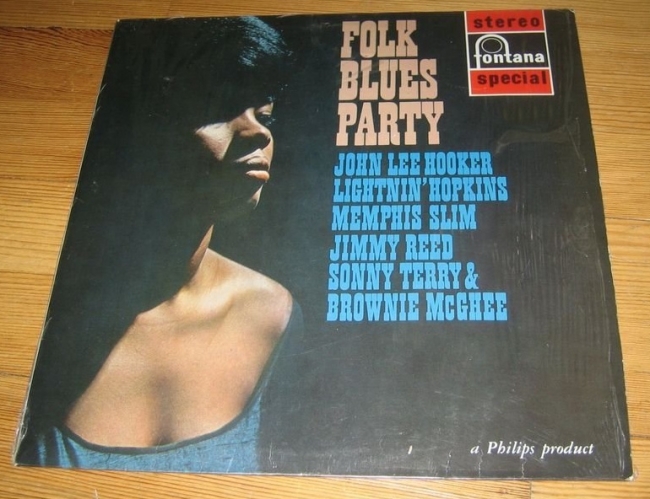 stereo
fontana
special
FOLK
BLUES
PARTY
JOHN LEE HOOKER
LIGHTNIN' HOPKINS
MEMPHIS SLIM
JIMMY REED
SONNY TERRY &
BROWNIE McGHEE
a Philips product